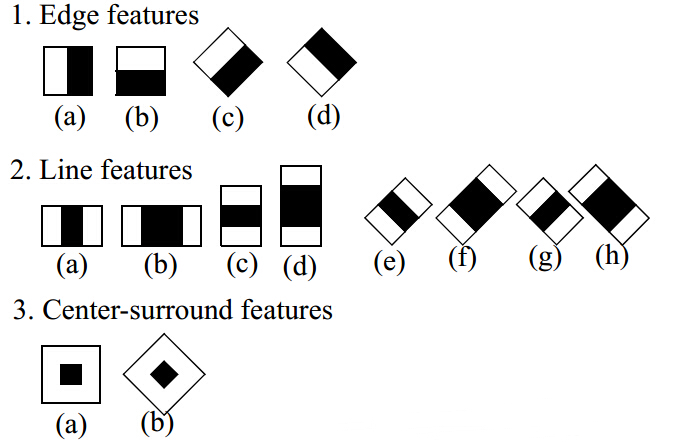 1. Edge features
(a) (b) (c) (d)
2. Line features
(a) (b) (c) (d) (e) (f) (g) (h)
3. Center-surround features
(a) (b)